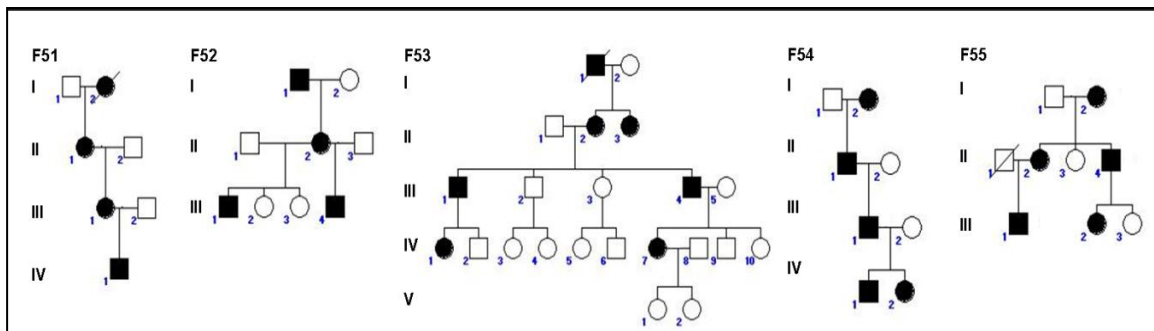 F51 F52 F53 F54 F55
I I I I I
1 2 1 2 1 2 1 2 1 2
II II II II II
1 2 1 2 3 1 2 3 1 2 1 2 3 4
III III III III III
1 2 1 2 3 4 1 2 3 4 5 1 2 1 2 3
IV IV IV
1 1 2 3 4 5 6 7 8 9 10 1 2
V
1 2